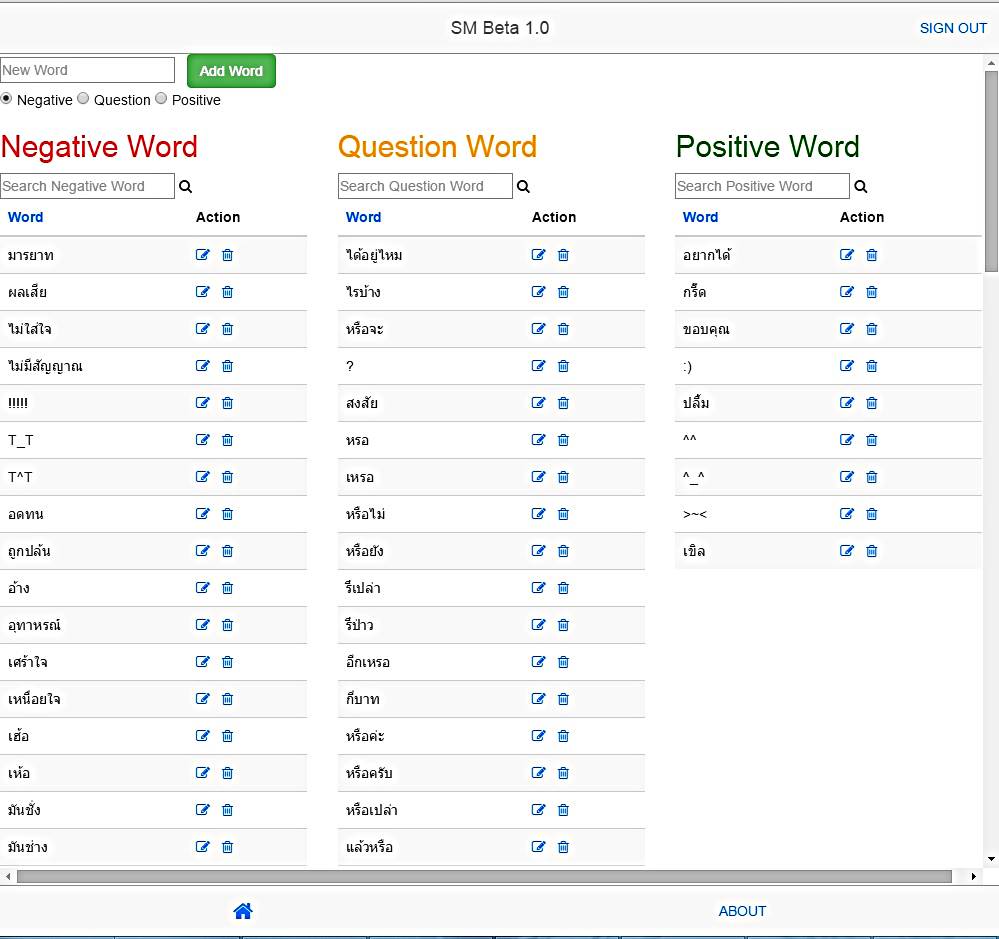 SM Beta 1.0
SIGN OUT
New Word
Add Word
Negative Question Positive
Negative Word
Search Negative Word
Word Action
มารยาท
ผลเสีย
ไม่ใส่ใจ
ไม่มีสัญญาณ
!!!!!
T_T
T^T
อดทน
ถูกปล้น
อ้าง
อุทาหรณ์
เศร้าใจ
เหนื่อยใจ
เฮ้อ
เห้อ
มันชั่ง
มันช่าง
Question Word
Search Question Word
Word Action
ได้อยู่ไหม
ไรบ้าง
หรือจะ
?
สงสัย
หรอ
เหรอ
หรือไม่
หรือยัง
รึเปล่า
รึป่าว
อีกเหรอ
กี่บาท
หรือค่ะ
หรือครับ
หรือเปล่า
แล้วหรือ
Positive Word
Search Positive Word
Word Action
อยากได้
กรี๊ด
ขอบคุณ
:)
ปลื้ม
^^
^_^
>~<
เขิล
ABOUT